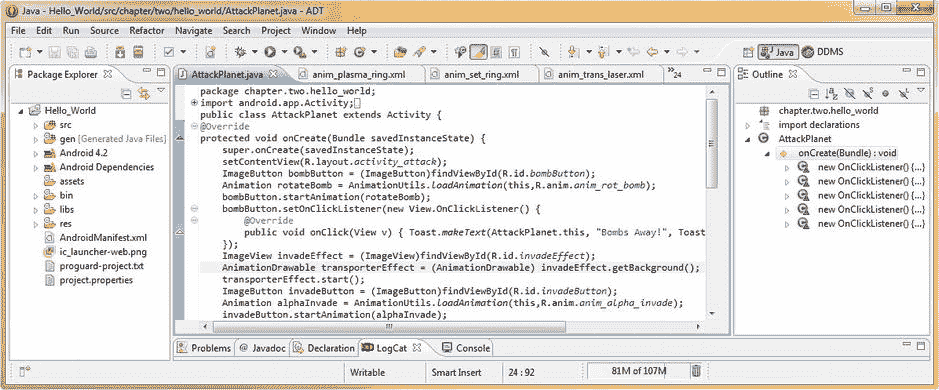 Java - Hello_World/src/chapter/two/hello_world/AttackPlanet.java - ADT
File Edit Run Source Refactor Navigate Search Project Window Help
Java DDMS
Package Explorer
Hello_World
src
gen [Generated Java Files]
Android 4.2
Android Dependencies
assets
bin
libs
res
AndroidManifest.xml
ic_launcher-web.png
proguard-project.txt
project.properties
AttackPlanet.java anim_plasma_ring.xml anim_set_ring.xml anim_trans_laser.xml »24
package chapter.two.hello_world;
import android.app.Activity;
public class AttackPlanet extends Activity {
@Override
protected void onCreate(Bundle savedInstanceState) {
super.onCreate(savedInstanceState);
setContentView(R.layout.activity_attack);
ImageButton bombButton = (ImageButton)findViewById(R.id.bombButton);
Animation rotateBomb = AnimationUtils.loadAnimation(this,R.anim.anim_rot_bomb);
bombButton.startAnimation(rotateBomb);
bombButton.setOnClickListener(new View.OnClickListener() {
@Override
public void onClick(View v) { Toast.makeText(AttackPlanet.this, "Bombs Away!", Toast
});
ImageView invadeEffect = (ImageView)findViewById(R.id.invadeEffect);
AnimationDrawable transporterEffect = (AnimationDrawable) invadeEffect.getBackground();
transporterEffect.start();
ImageButton invadeButton = (ImageButton)findViewById(R.id.invadeButton);
Animation alphaInvade = AnimationUtils.loadAnimation(this,R.anim.anim_alpha_invade);
invadeButton.startAnimation(alphaInvade);
Outline
chapter.two.hello_world
import declarations
AttackPlanet
onCreate(Bundle) : void
new OnClickListener() {...}
new OnClickListener() {...}
new OnClickListener() {...}
new OnClickListener() {...}
Problems @ Javadoc Declaration LogCat Console
Writable Smart Insert 24 : 92 81M of 107M